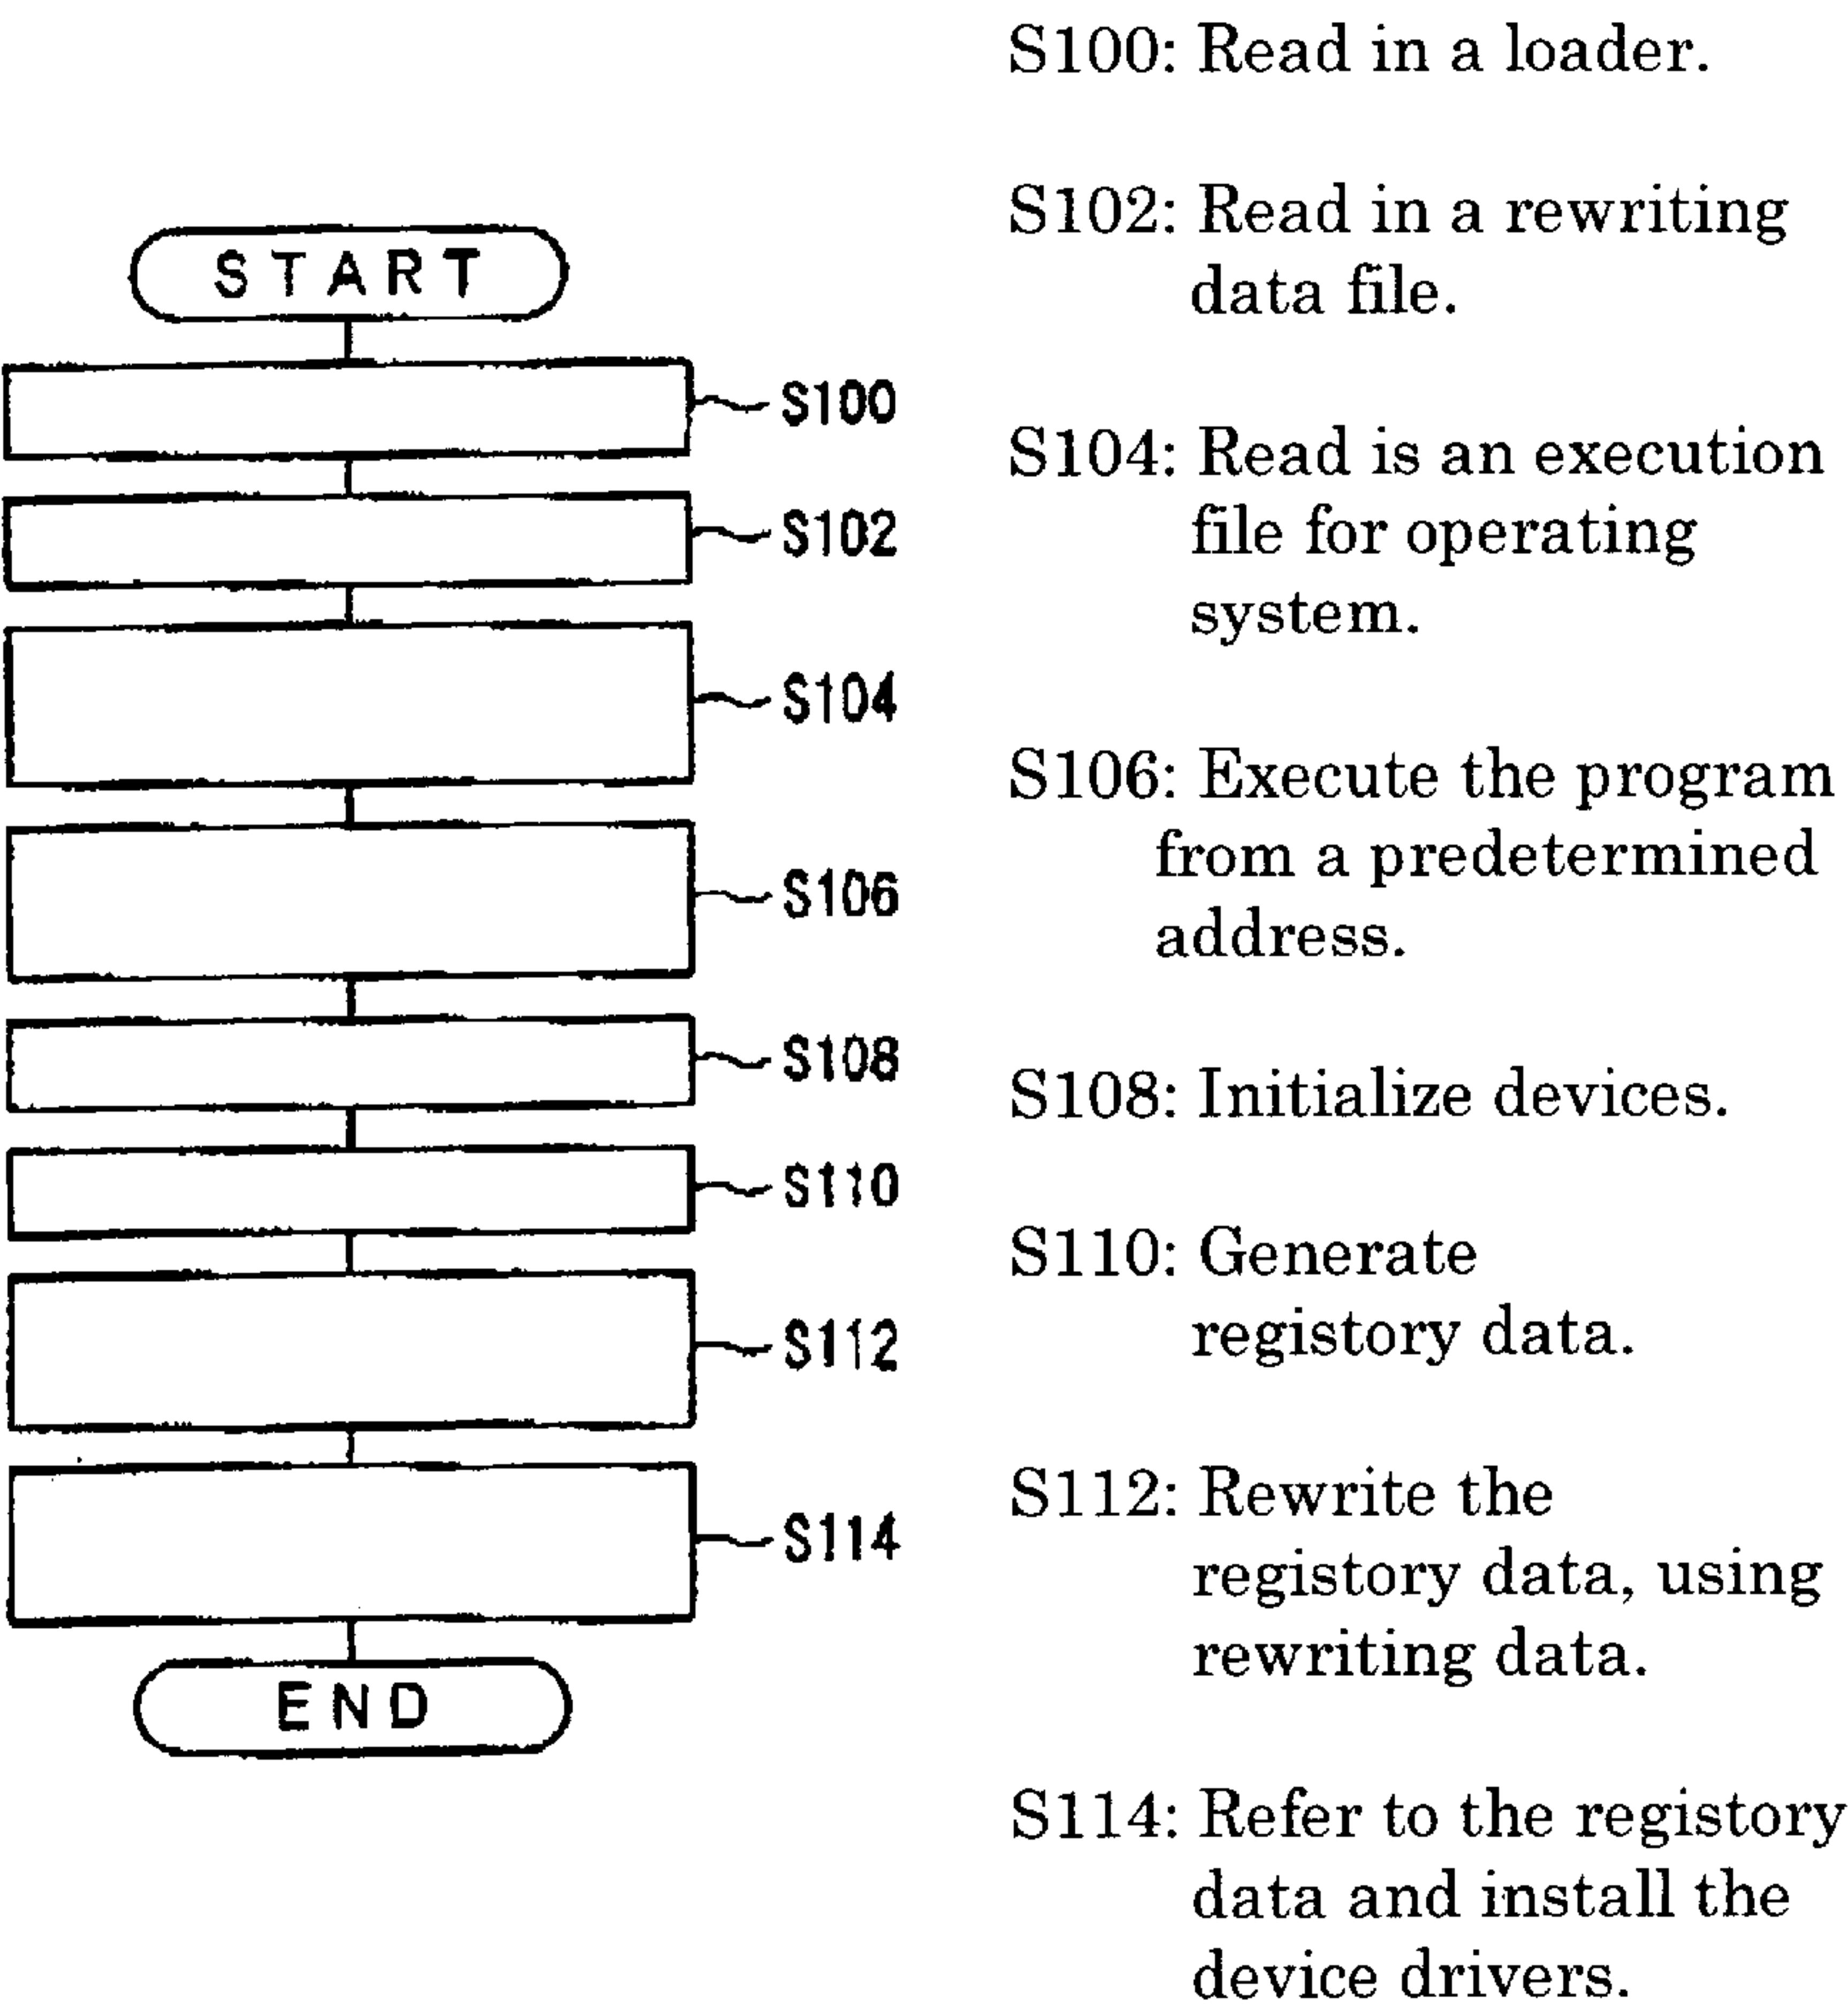 START
S100
S102
S104
S106
S108
S110
S112
S114
END
S100: Read in a loader.
S102: Read in a rewriting
data file.
S104: Read is an execution
file for operating
system.
S106: Execute the program
from a predetermined
address.
S108: Initialize devices.
S110: Generate
registory data.
S112: Rewrite the
registory data, using
rewriting data.
S114: Refer to the registory
data and install the
device drivers.